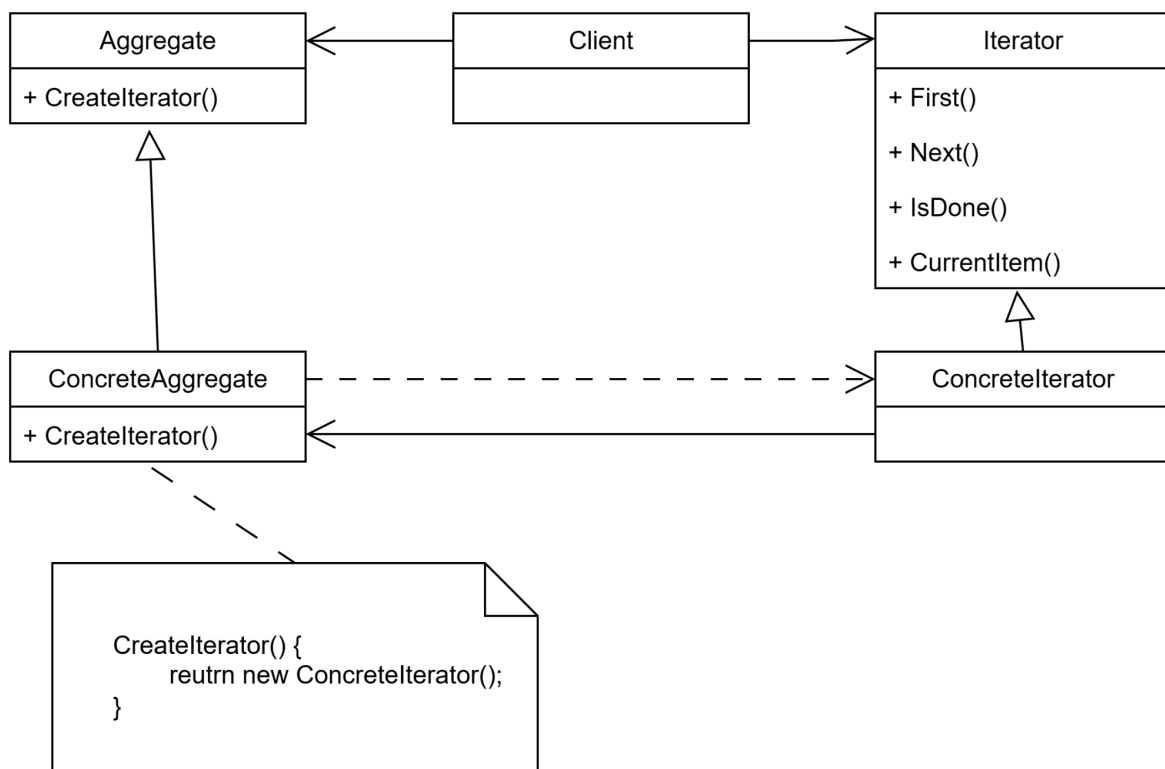 Aggregate
+ CreateIterator()
Client
Iterator
+ First()
+ Next()
+ IsDone()
+ CurrentItem()
ConcreteAggregate
+ CreateIterator()
ConcreteIterator
CreateIterator() {
reutrn new ConcreteIterator();
}